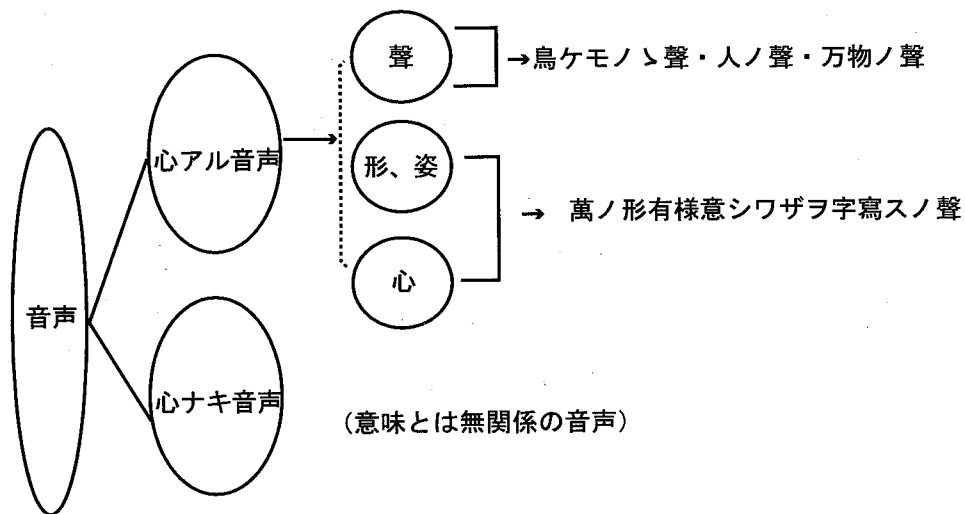 聲
→鳥ケモノヽ聲・人ノ聲・万物ノ聲
心アル音声
形、姿
→ 萬ノ形有様意シワザヲ字寫スノ聲
心
音声
心ナキ音声
(意味とは無関係の音声)